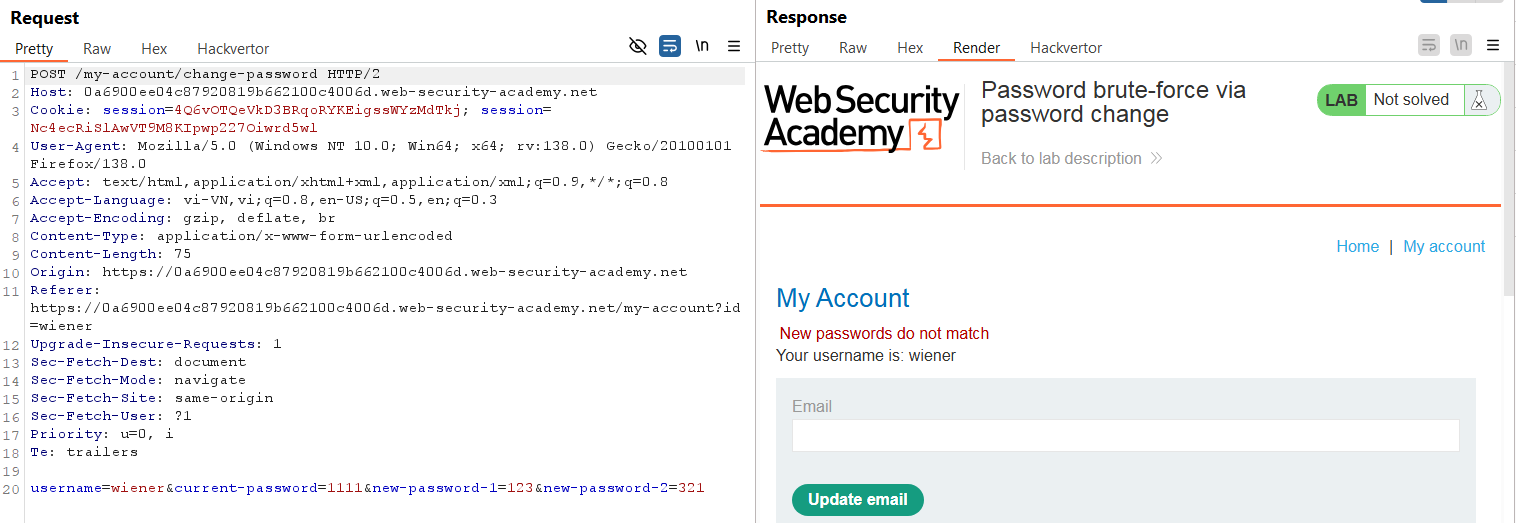 Request
Pretty Raw Hex Hackvertor
\n
1 POST /my-account/change-password HTTP/2
2 Host: 0a6900ee04c87920819b662100c4006d.web-security-academy.net
3 Cookie: session=4Q6vOTQeVkD3BRqoRYKEigssWYzMdTkj; session=
Nc4ecRiSlAwVT9M8KIpwp2Z7Oiwrd5wl
4 User-Agent: Mozilla/5.0 (Windows NT 10.0; Win64; x64; rv:138.0) Gecko/20100101
Firefox/138.0
5 Accept: text/html,application/xhtml+xml,application/xml;q=0.9,*/*;q=0.8
6 Accept-Language: vi-VN,vi;q=0.8,en-US;q=0.5,en;q=0.3
7 Accept-Encoding: gzip, deflate, br
8 Content-Type: application/x-www-form-urlencoded
9 Content-Length: 75
10 Origin: https://0a6900ee04c87920819b662100c4006d.web-security-academy.net
11 Referer:
https://0a6900ee04c87920819b662100c4006d.web-security-academy.net/my-account?id
=wiener
12 Upgrade-Insecure-Requests: 1
13 Sec-Fetch-Dest: document
14 Sec-Fetch-Mode: navigate
15 Sec-Fetch-Site: same-origin
16 Sec-Fetch-User: ?1
17 Priority: u=0, i
18 Te: trailers
19
20 username=wiener&current-password=1111&new-password-1=123&new-password-2=321
Response
Pretty Raw Hex Render Hackvertor
\n
Web Security
Academy
Password brute-force via
password change
LAB Not solved
Back to lab description
Home | My account
My Account
New passwords do not match
Your username is: wiener
Email
Update email